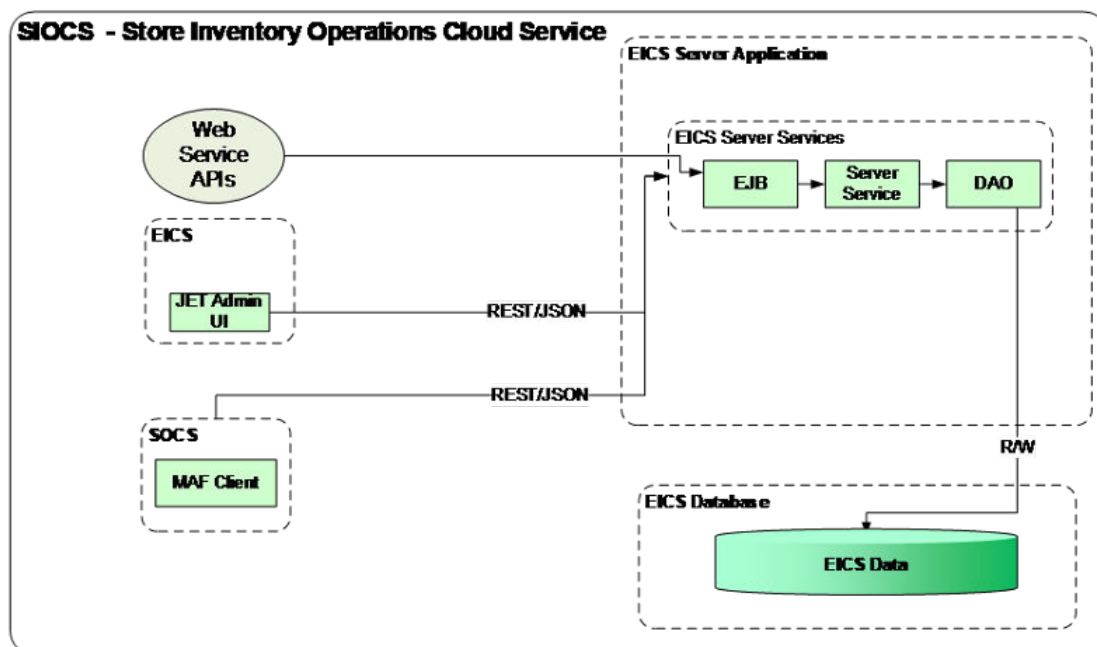 SIOCS - Store Inventory Operations Cloud Service
EICS Server Application
Web
Service
APIs
EICS Server Services
EJB
Server
Service
DAO
EICS
JET Admin
UI
REST/JSON
REST/JSON
SOCS
MAF Client
R/W
EICS Database
EICS Data